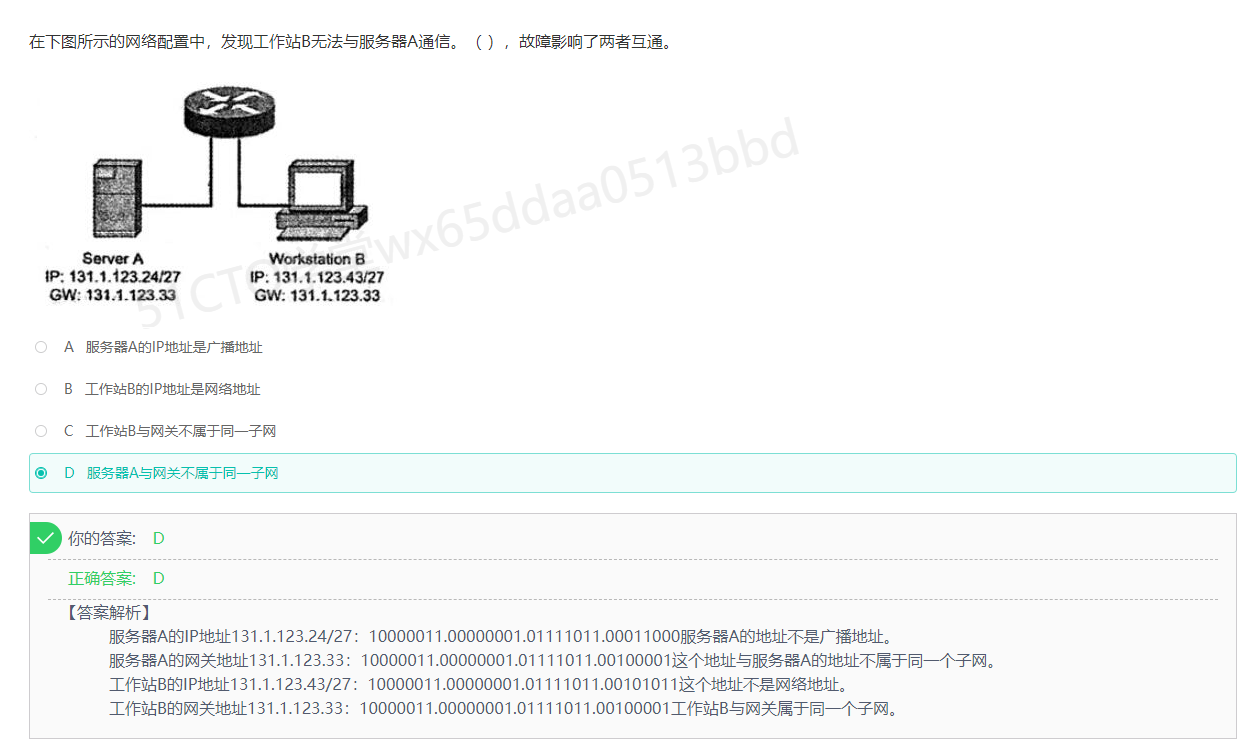 在下图所示的网络配置中，发现工作站B无法与服务器A通信。（ ），故障影响了两者互通。
Server A
IP: 131.1.123.24/27
GW: 131.1.123.33
Workstation B
IP: 131.1.123.43/27
GW: 131.1.123.33
A 服务器A的IP地址是广播地址
B 工作站B的IP地址是网络地址
C 工作站B与网关不属于同一子网
D 服务器A与网关不属于同一子网
你的答案: D
正确答案: D
【答案解析】
服务器A的IP地址131.1.123.24/27：10000011.00000001.01111011.00011000服务器A的地址不是广播地址。
服务器A的网关地址131.1.123.33：10000011.00000001.01111011.00100001这个地址与服务器A的地址不属于同一个子网。
工作站B的IP地址131.1.123.43/27：10000011.00000001.01111011.00101011这个地址不是网络地址。
工作站B的网关地址131.1.123.33：10000011.00000001.01111011.00100001工作站B与网关属于同一个子网。